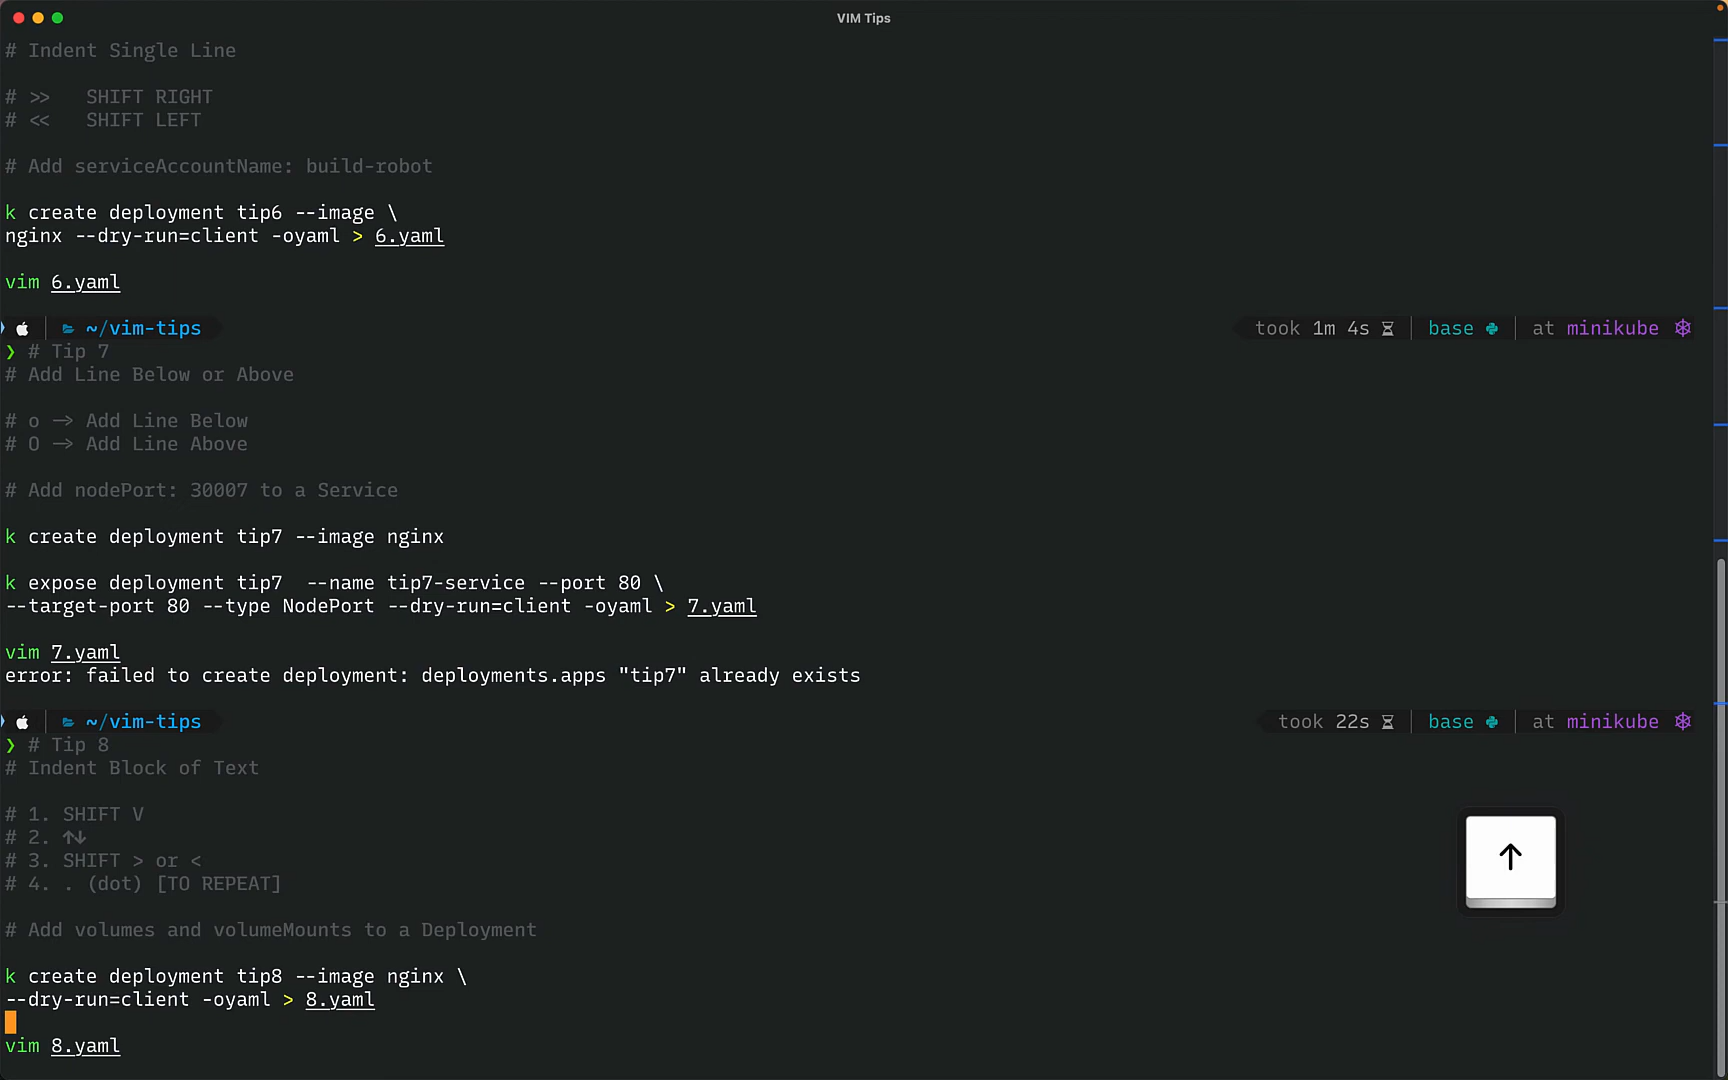 VIM Tips
# Indent Single Line
# >>   SHIFT RIGHT
# <<   SHIFT LEFT
# Add serviceAccountName: build-robot
k create deployment tip6 --image \
nginx --dry-run=client -oyaml > 6.yaml
vim 6.yaml
~/vim-tips took 1m 4s base at minikube
❯ # Tip 7
# Add Line Below or Above
# o -> Add Line Below
# O -> Add Line Above
# Add nodePort: 30007 to a Service
k create deployment tip7 --image nginx
k expose deployment tip7  --name tip7-service --port 80 \
--target-port 80 --type NodePort --dry-run=client -oyaml > 7.yaml
vim 7.yaml
error: failed to create deployment: deployments.apps "tip7" already exists
~/vim-tips took 22s base at minikube
❯ # Tip 8
# Indent Block of Text
# 1. SHIFT V
# 2. ↑↓
# 3. SHIFT > or <
# 4. . (dot) [TO REPEAT]
# Add volumes and volumeMounts to a Deployment
k create deployment tip8 --image nginx \
--dry-run=client -oyaml > 8.yaml
vim 8.yaml
↑